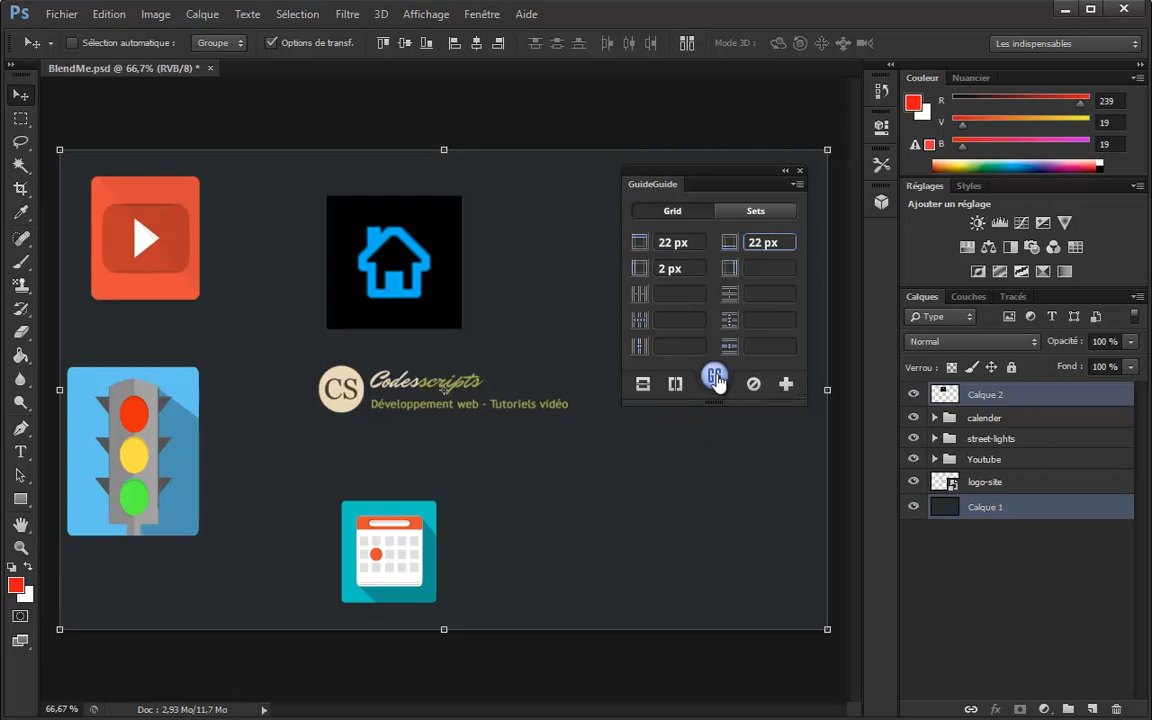 Ps Fichier Edition Image Calque Texte Sélection Filtre 3D Affichage Fenêtre Aide
Sélection automatique : Groupe Options de transf. Mode 3D : Les indispensables
BlendMe.psd @ 66,7% (RVB/8) * ×
Couleur Nuancier
R 239
V 19
B 19
GuideGuide
Grid Sets
22 px 22 px
2 px
GG
Réglages Styles
Ajouter un réglage
Calques Couches Tracés
Type
Normal Opacité : 100 %
Verrou : Fond : 100 %
Calque 2
calender
street-lights
Youtube
logo-site
Calque 1
CS Codesscripts
Développement web - Tutoriels vidéo
T
66,67 % Doc : 2,93 Mo/11,7 Mo
fx